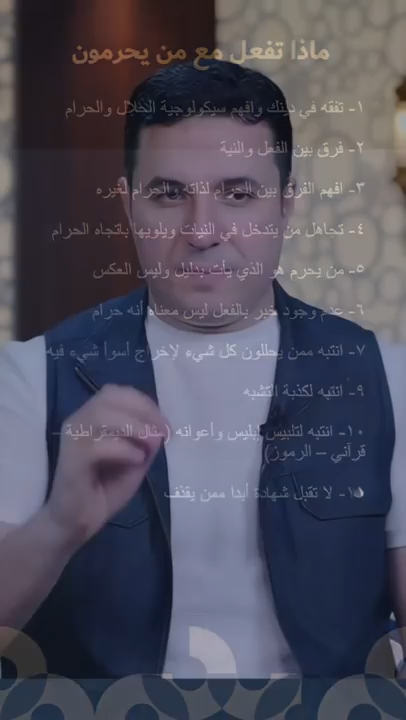 ماذا تفعل مع من يحرمون
١- تفقه في دينك وافهم سيكولوجية الحلال والحرام
٢- فرق بين الفعل والنية
٣- افهم الفرق بين الحرام لذاته والحرام لغيره
٤- تجاهل من يتدخل في النيات ويلويها باتجاه الحرام
٥- من يحرم هو الذي يأت بدليل وليس العكس
٦- عدم وجود خير بالفعل ليس معناه أنه حرام
٧- انتبه ممن يحللون كل شيء لإخراج أسوأ شيء فيه
٩- انتبه لكذبة التشبه
١٠- انتبه لتلبيس إبليس وأعوانه (مثال الديمقراطية –
قرآني – الرموز)
١٥- لا تقبل شهادة أبدا ممن يقذف